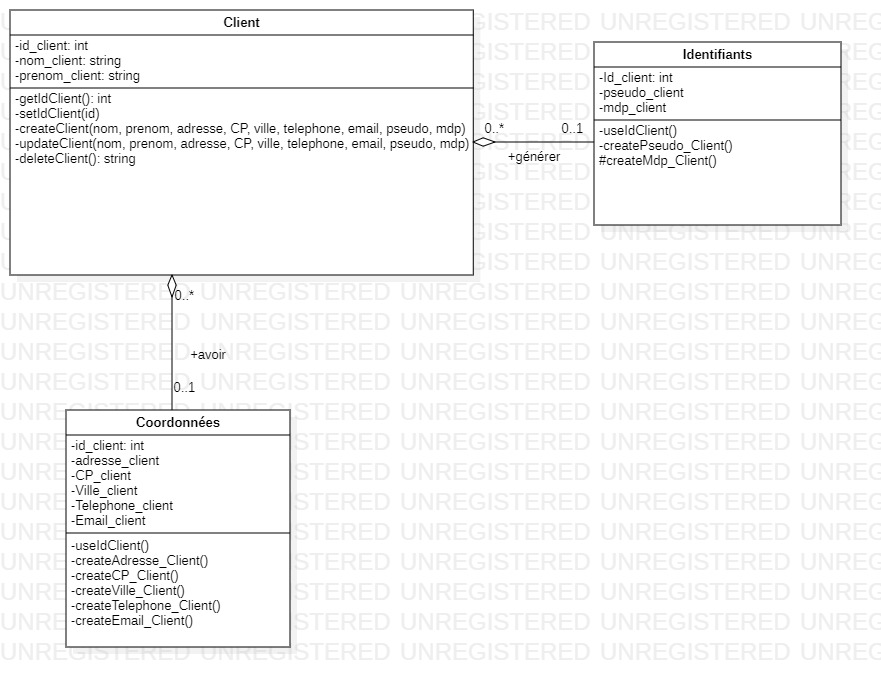 Client
-id_client: int
-nom_client: string
-prenom_client: string
-getIdClient(): int
-setIdClient(id)
-createClient(nom, prenom, adresse, CP, ville, telephone, email, pseudo, mdp)
-updateClient(nom, prenom, adresse, CP, ville, telephone, email, pseudo, mdp)
-deleteClient(): string
0..*
0..1
+générer
Identifiants
-Id_client: int
-pseudo_client
-mdp_client
-useIdClient()
-createPseudo_Client()
#createMdp_Client()
0..*
+avoir
0..1
Coordonnées
-id_client: int
-adresse_client
-CP_client
-Ville_client
-Telephone_client
-Email_client
-useIdClient()
-createAdresse_Client()
-createCP_Client()
-createVille_Client()
-createTelephone_Client()
-createEmail_Client()
UNREGISTERED UNREGISTERED UNREGISTERED UNREGISTERED